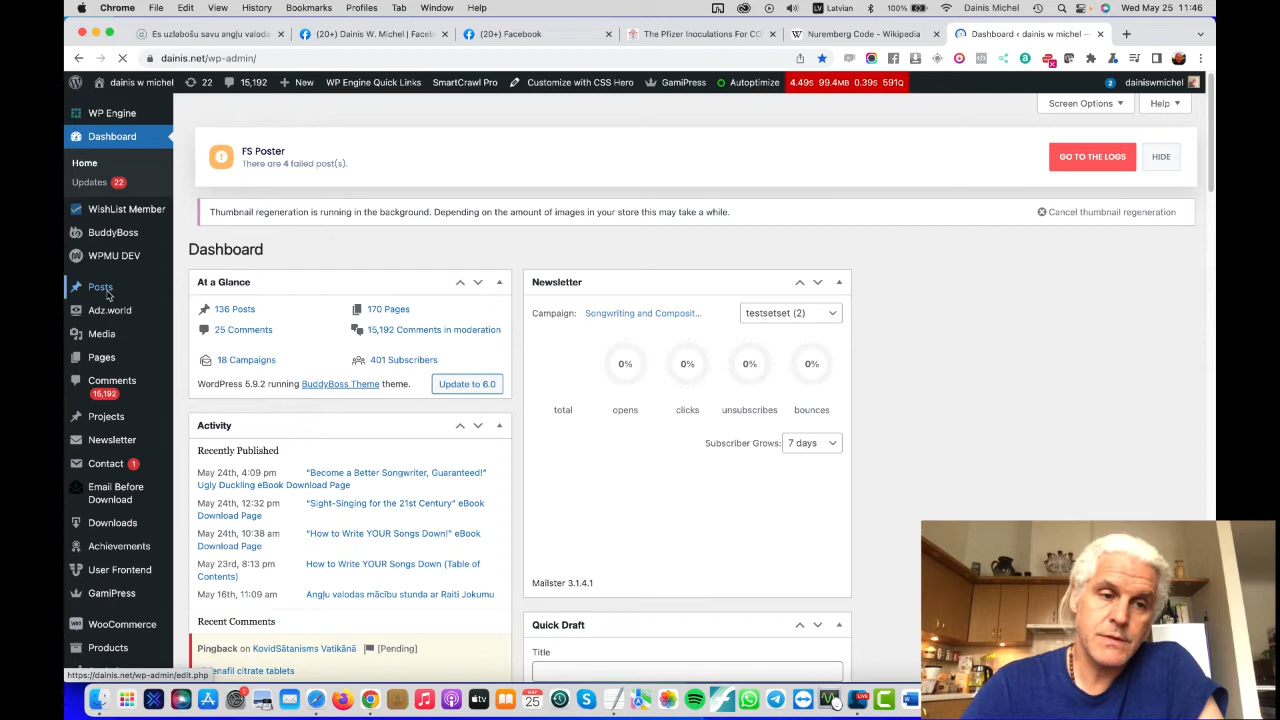 Chrome File Edit View History Bookmarks Profiles Tab Window Help Latvian Dainis Michel Wed May 25 11:46
Es uzlabošu savu angļu valodas
(20+) Dainis W. Michel | Faceb
(20+) Facebook
The Pfizer Inoculations For CO
Nuremberg Code - Wikipedia
Dashboard ‹ dainis w michel —
dainis.net/wp-admin/
dainis w michel 22 15,192 New WP Engine Quick Links SmartCrawl Pro Customize with CSS Hero GamiPress Autoptimize 4.49s 99.4MB 0.39s 591Q 2 dainiswmichel
Screen Options Help
WP Engine
Dashboard
Home
Updates 22
WishList Member
BuddyBoss
WPMU DEV
Posts
Adz.world
Media
Pages
Comments
15,192
Projects
Newsletter
Contact 1
Email Before
Download
Downloads
Achievements
User Frontend
GamiPress
WooCommerce
Products
FS Poster
There are 4 failed post(s).
GO TO THE LOGS HIDE
Thumbnail regeneration is running in the background. Depending on the amount of images in your store this may take a while.
Cancel thumbnail regeneration
Dashboard
At a Glance
136 Posts 170 Pages
25 Comments 15,192 Comments in moderation
18 Campaigns 401 Subscribers
WordPress 5.9.2 running BuddyBoss Theme theme. Update to 6.0
Activity
Recently Published
May 24th, 4:09 pm "Become a Better Songwriter, Guaranteed!"
Ugly Duckling eBook Download Page
May 24th, 12:32 pm "Sight-Singing for the 21st Century" eBook
Download Page
May 24th, 10:38 am "How to Write YOUR Songs Down!" eBook
Download Page
May 23rd, 8:13 pm How to Write YOUR Songs Down (Table of
Contents)
May 16th, 11:09 am Angļu valodas mācību stunda ar Raiti Jokumu
Recent Comments
Pingback on KovidSātanisms Vatikānā [Pending]
citrate tablets
Newsletter
Campaign: Songwriting and Composit... testsetset (2)
0% 0% 0% 0%
total opens clicks unsubscribes bounces
Subscriber Grows: 7 days
Mailster 3.1.4.1
Quick Draft
Title
https://dainis.net/wp-admin/edit.php